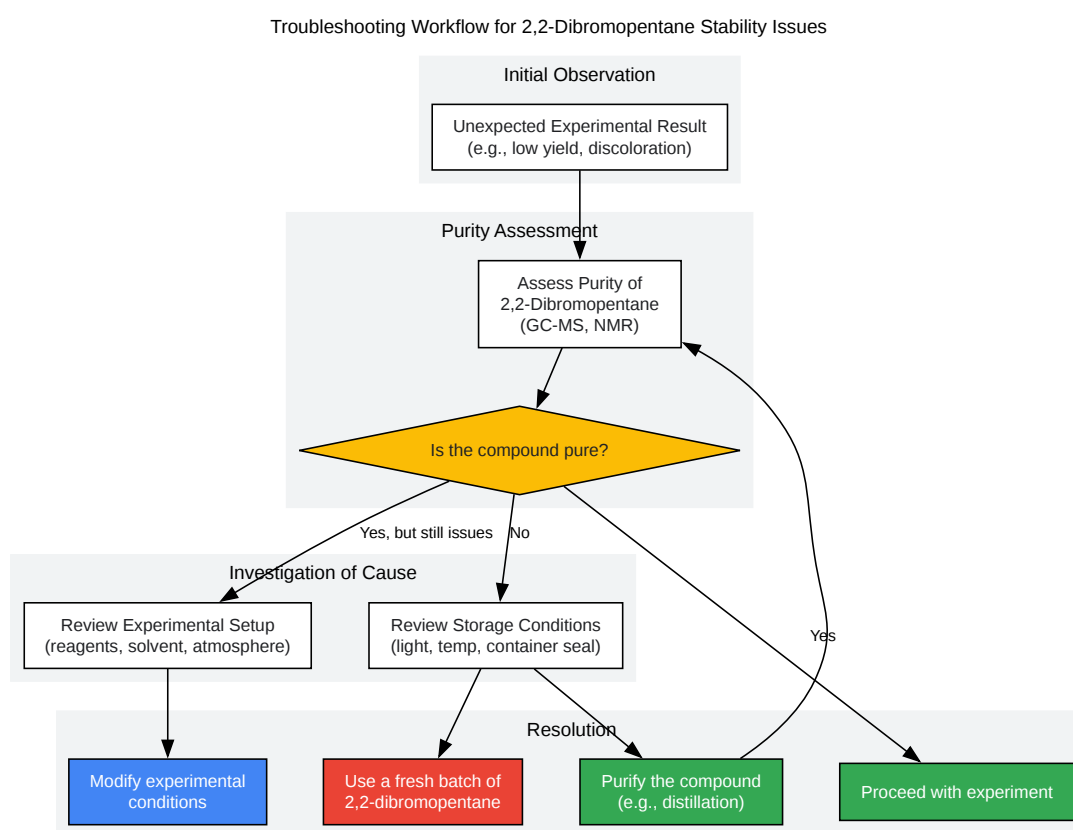 Troubleshooting Workflow for 2,2-Dibromopentane Stability Issues
Initial Observation
Unexpected Experimental Result
(e.g., low yield, discoloration)
Purity Assessment
Assess Purity of
2,2-Dibromopentane
(GC-MS, NMR)
Is the compound pure?
Yes, but still issues
No
Investigation of Cause
Review Experimental Setup
(reagents, solvent, atmosphere)
Review Storage Conditions
(light, temp, container seal)
Yes
Resolution
Modify experimental
conditions
Use a fresh batch of
2,2-dibromopentane
Purify the compound
(e.g., distillation)
Proceed with experiment